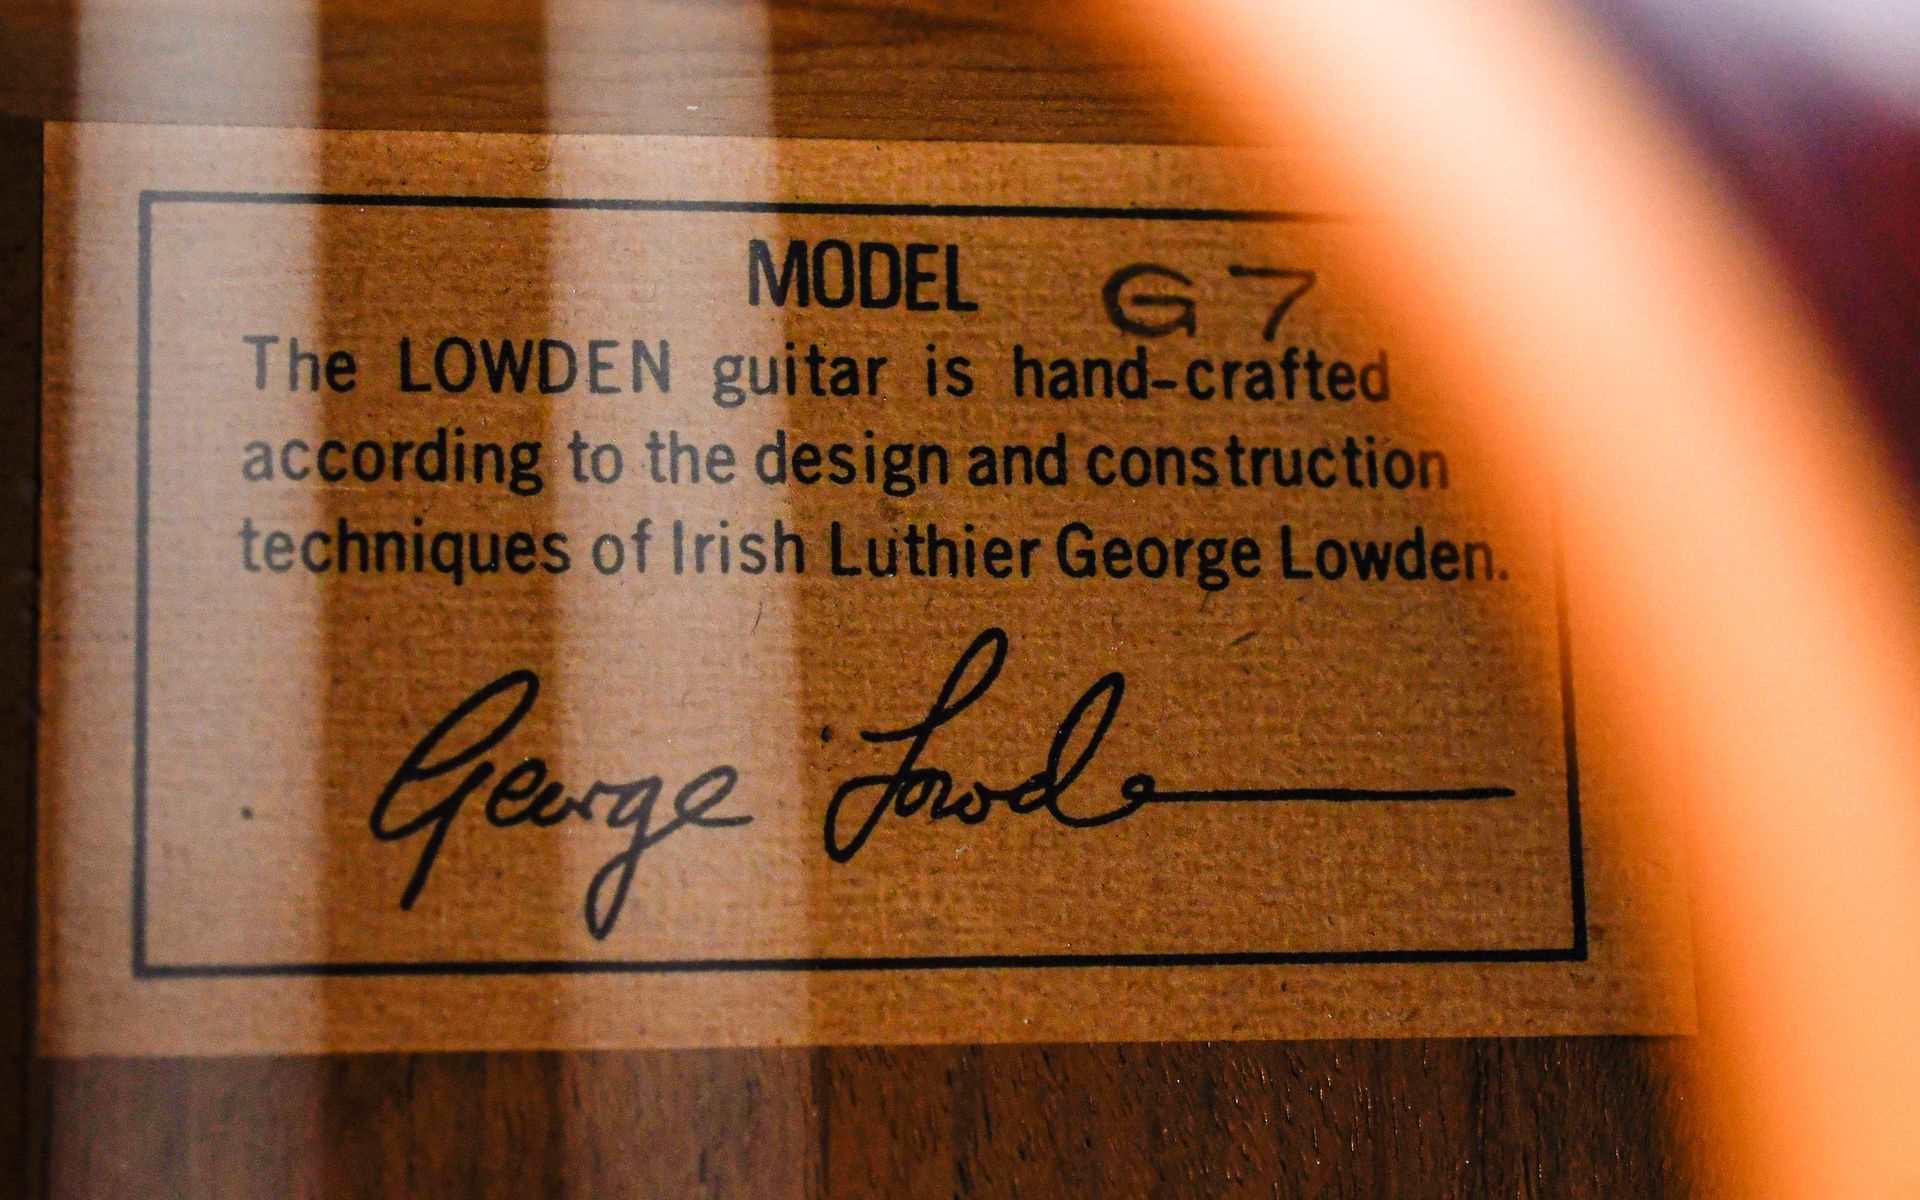 MODEL G7
The LOWDEN guitar is hand-crafted
according to the design and construction
techniques of Irish Luthier George Lowden.
George Lowden